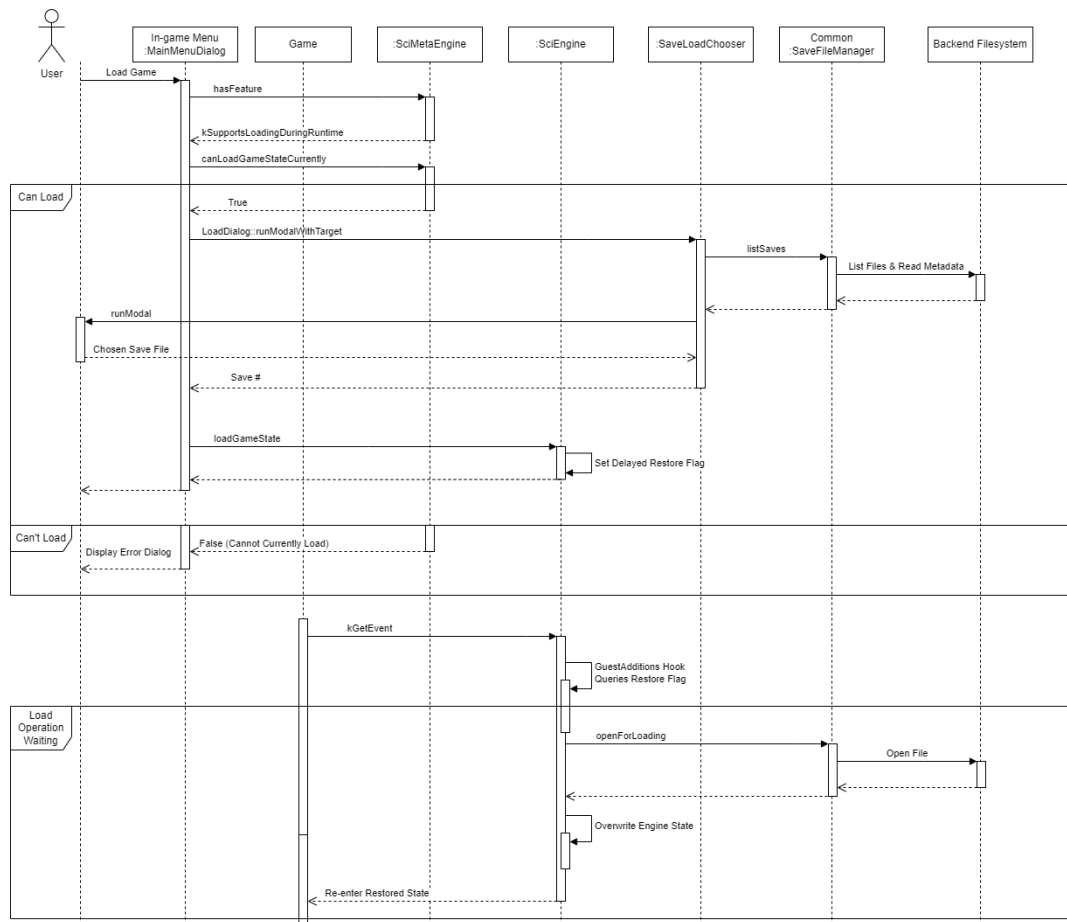 In-game Menu
:MainMenuDialog
Game
:SciMetaEngine
:SciEngine
:SaveLoadChooser
Common
:SaveFileManager
Backend Filesystem
User
Load Game
hasFeature
kSupportsLoadingDuringRuntime
canLoadGameStateCurrently
Can Load
True
LoadDialog::runModalWithTarget
listSaves
List Files & Read Metadata
runModal
Chosen Save File
Save #
loadGameState
Set Delayed Restore Flag
Can't Load
False (Cannot Currently Load)
Display Error Dialog
kGetEvent
GuestAdditions Hook
Queries Restore Flag
Load
Operation
Waiting
openForLoading
Open File
Overwrite Engine State
Re-enter Restored State